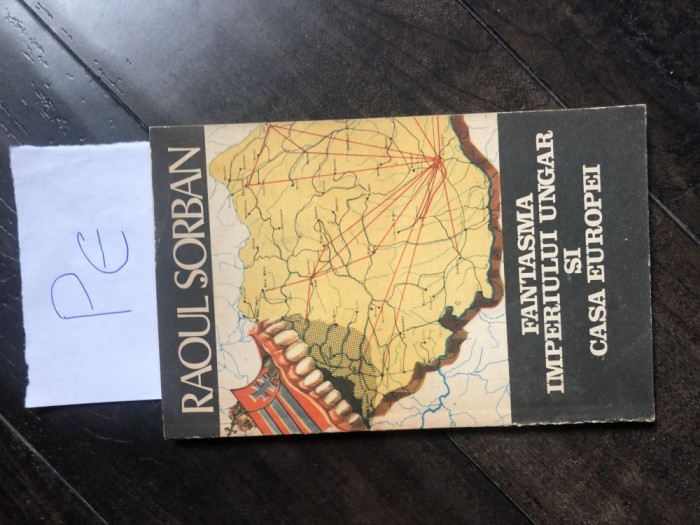 PE
RAOUL SORBAN
FANTASMA
IMPERIULUI UNGAR
SI
CASA EUROPEI